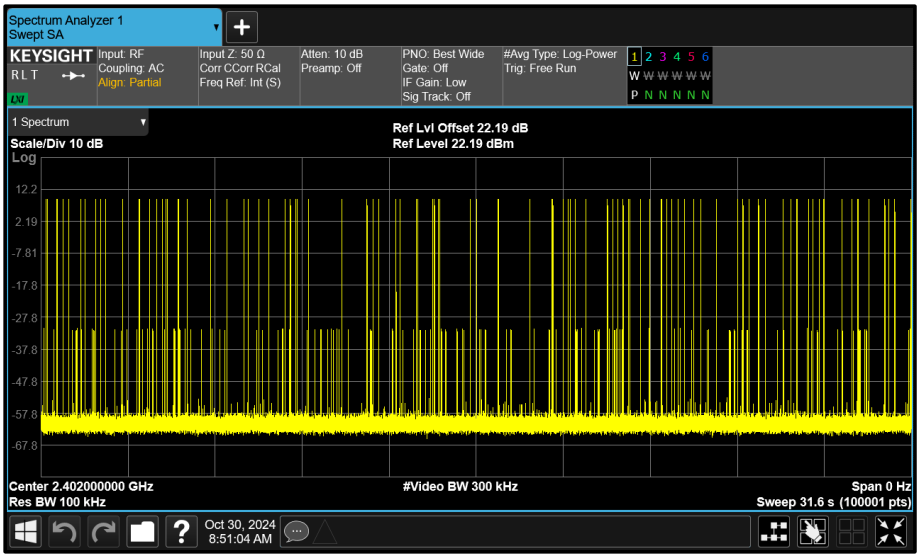 Spectrum Analyzer 1
Swept SA
+
KEYSIGHT
RLT
LXI
Input: RF
Coupling: AC
Align: Partial
Input Z: 50 Ω
Corr CCorr RCal
Freq Ref: Int (S)
Atten: 10 dB
Preamp: Off
PNO: Best Wide
Gate: Off
IF Gain: Low
Sig Track: Off
#Avg Type: Log-Power
Trig: Free Run
1 2 3 4 5 6
W W W W W W
P N N N N N
1 Spectrum
Scale/Div 10 dB
Ref Lvl Offset 22.19 dB
Ref Level 22.19 dBm
Log
12.2
2.19
-7.81
-17.8
-27.8
-37.8
-47.8
-57.8
-67.8
Center 2.402000000 GHz
#Video BW 300 kHz
Span 0 Hz
Res BW 100 kHz
Sweep 31.6 s (100001 pts)
?
Oct 30, 2024
8:51:04 AM